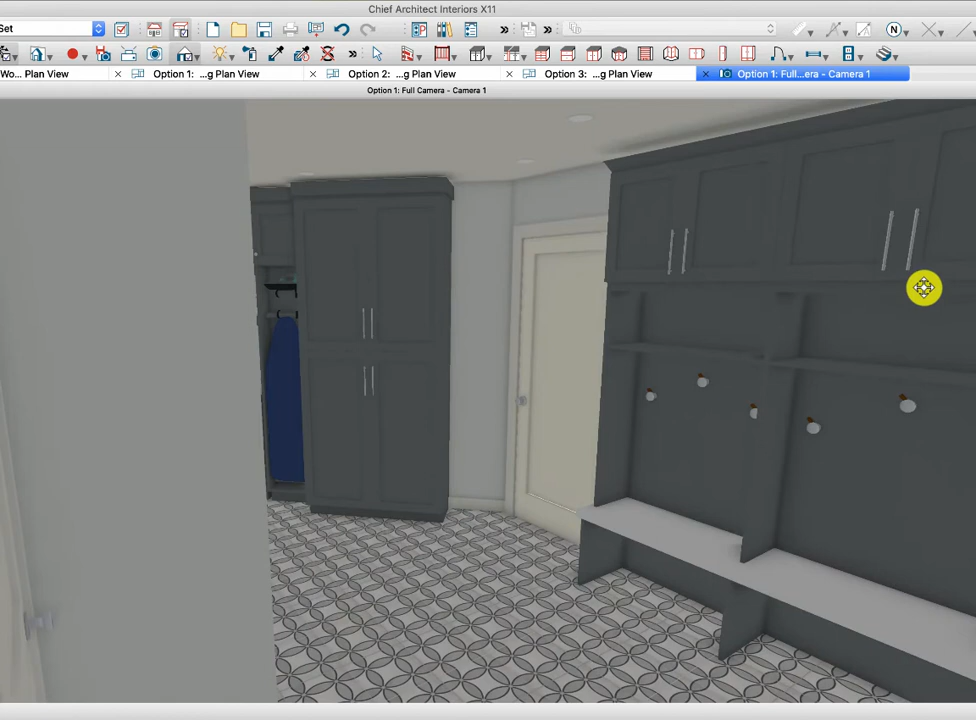 Chief Architect Interiors X11
Set
N
Wo... Plan View
Option 1: ...g Plan View
Option 2: ...g Plan View
Option 3: ...g Plan View
Option 1: Full...era - Camera 1
Option 1: Full Camera - Camera 1